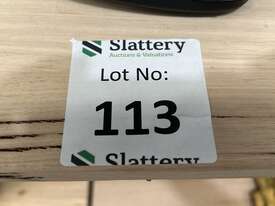 Slattery
Auctions & Valuations
Lot No:
113
Slattery